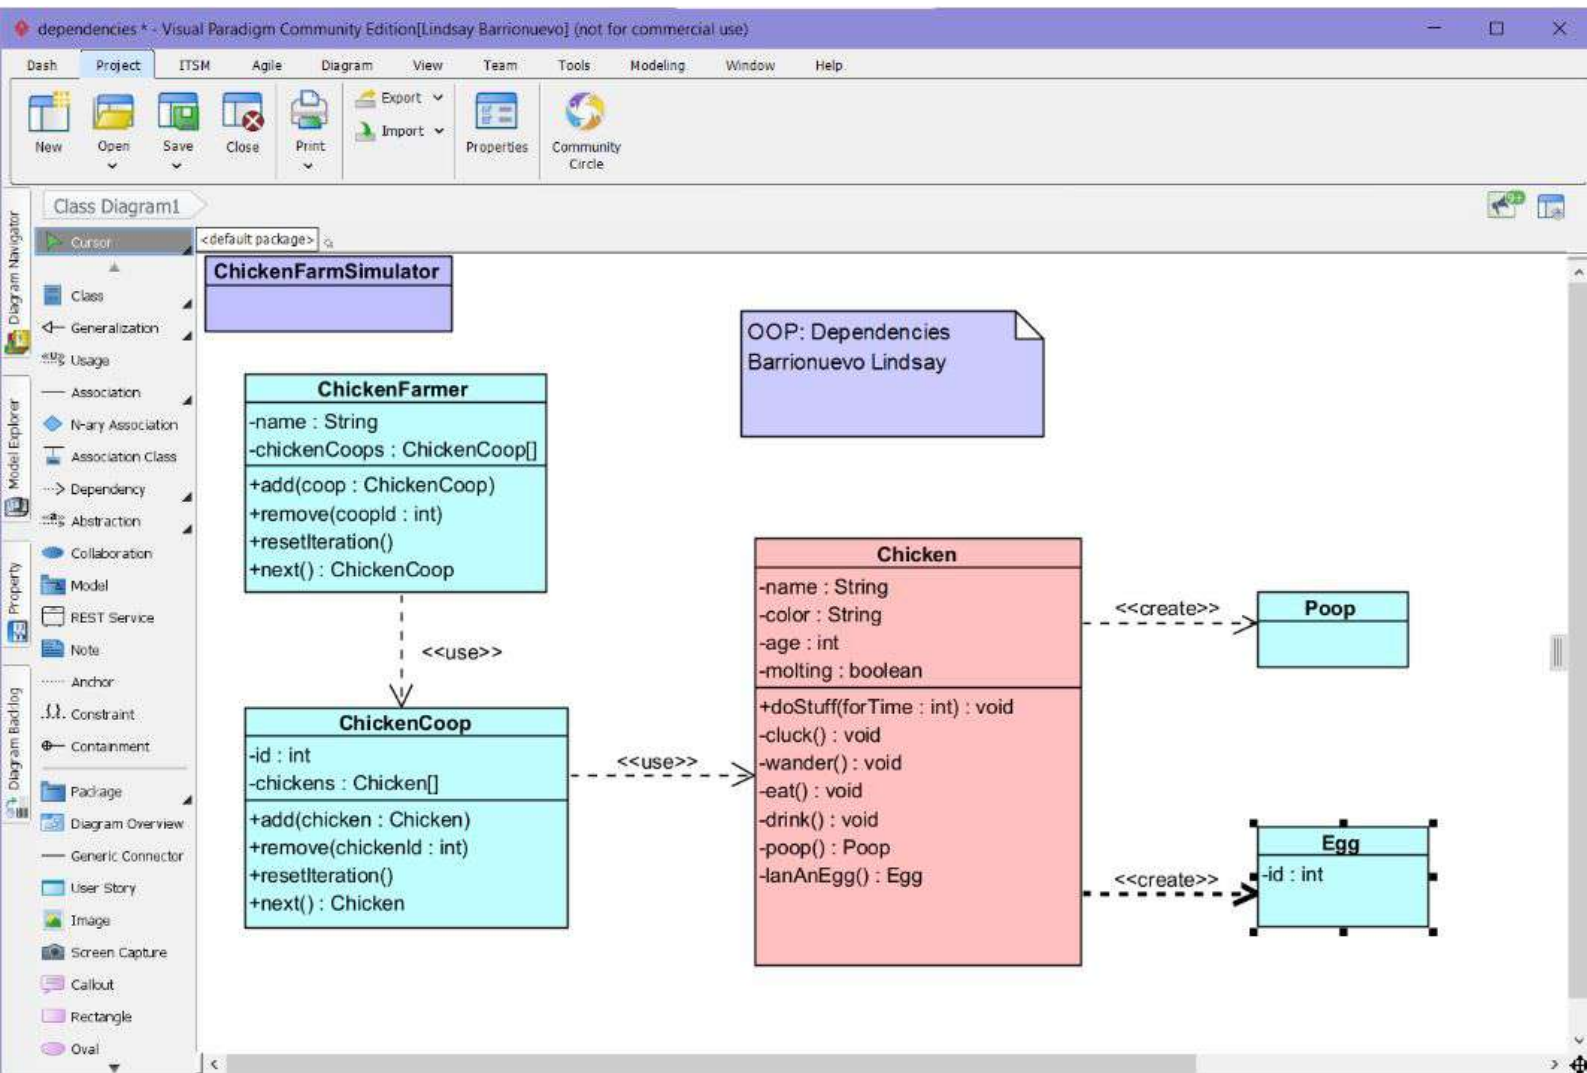 dependencies * - Visual Paradigm Community Edition[Lindsay Barrionuevo] (not for commercial use)
Dash Project ITSM Agile Diagram View Team Tools Modeling Window Help
New Open Save Close Print Export Import Properties Community Circle
Class Diagram1
Diagram Navigator
Model Explorer
Property
Diagram Backlog
Cursor
Class
Generalization
Usage
Association
N-ary Association
Association Class
Dependency
Abstraction
Collaboration
Model
REST Service
Note
Anchor
Constraint
Containment
Package
Diagram Overview
Generic Connector
User Story
Image
Screen Capture
Callout
Rectangle
Oval
<default package>
ChickenFarmSimulator
OOP: Dependencies
Barrionuevo Lindsay
ChickenFarmer
-name : String
-chickenCoops : ChickenCoop[]
+add(coop : ChickenCoop)
+remove(coopId : int)
+resetIteration()
+next() : ChickenCoop
<<use>>
ChickenCoop
-id : int
-chickens : Chicken[]
+add(chicken : Chicken)
+remove(chickenId : int)
+resetIteration()
+next() : Chicken
<<use>>
Chicken
-name : String
-color : String
-age : int
-molting : boolean
+doStuff(forTime : int) : void
-cluck() : void
-wander() : void
-eat() : void
-drink() : void
-poop() : Poop
-lanAnEgg() : Egg
<<create>>
Poop
<<create>>
Egg
-id : int